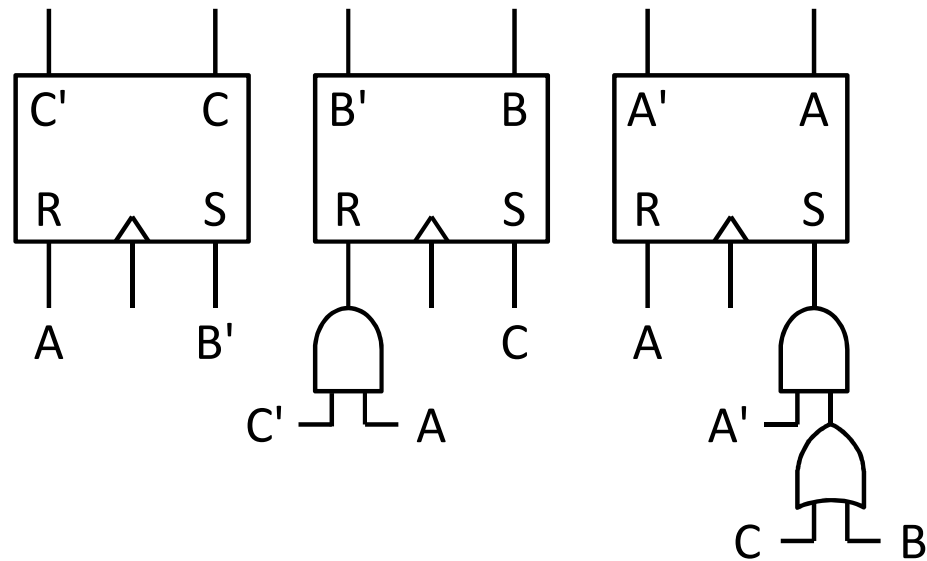 C' C B' B A' A
R S R S R S
A B' C A
C' A A'
C B